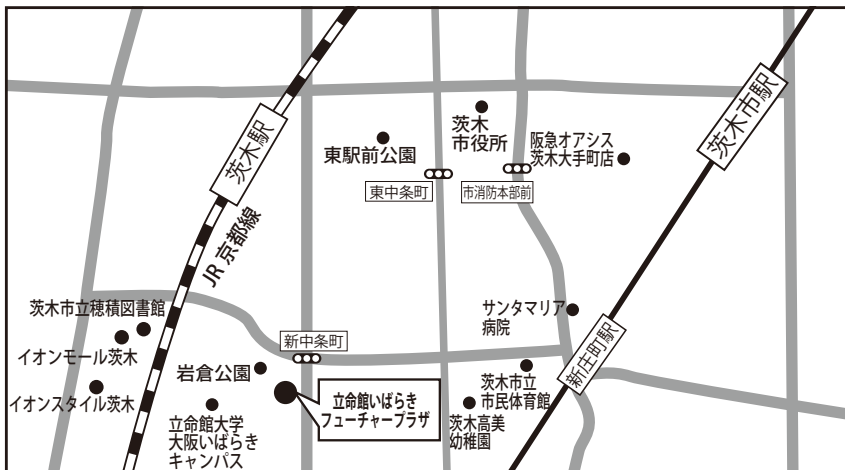 茨木駅
JR 京都線
東駅前公園
茨木
市役所
阪急オアシス
茨木大手町店
茨木市駅
東中条町
市消防本部前
茨木市立穂積図書館
イオンモール茨木
イオンスタイル茨木
新中条町
岩倉公園
立命館いばらき
フューチャープラザ
立命館大学
大阪いばらき
キャンパス
サンタマリア
病院
新庄町駅
茨木市立
市民体育館
茨木高美
幼稚園